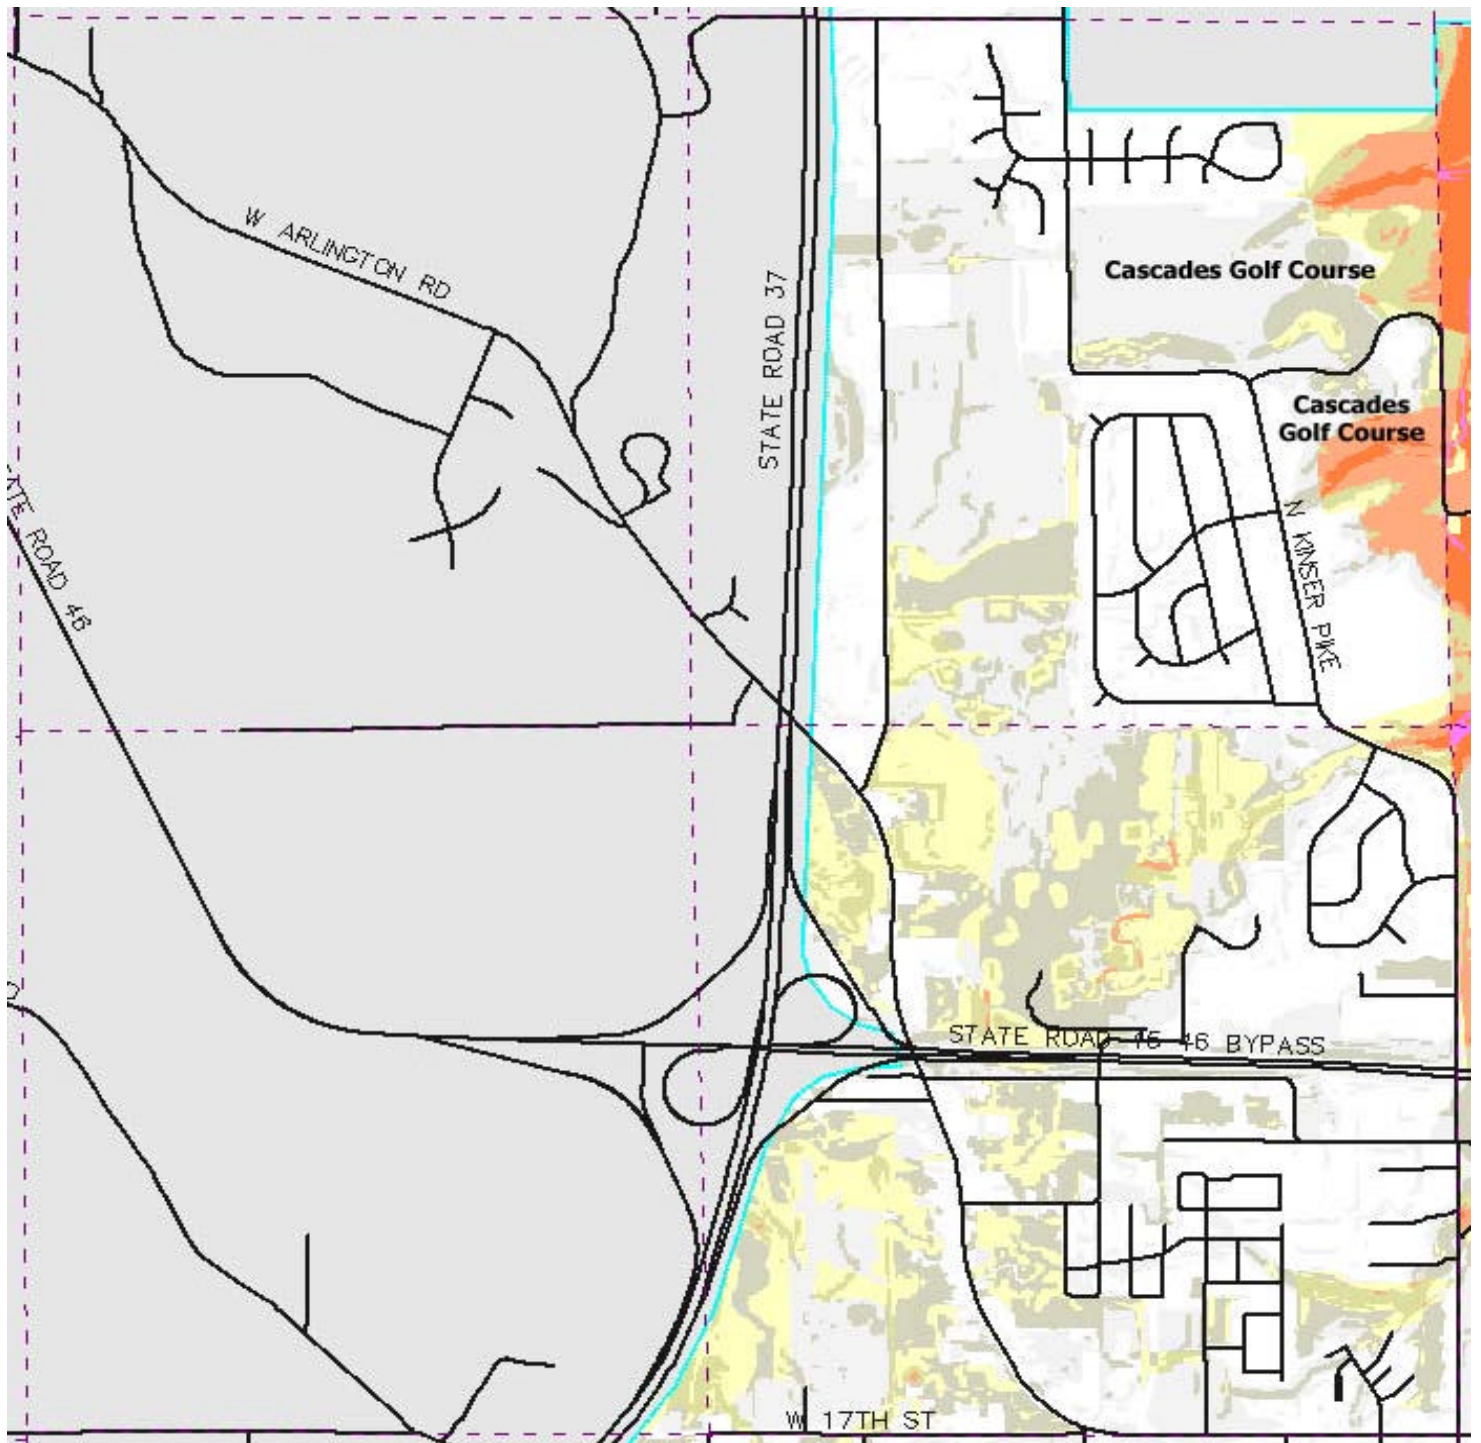 W ARLINGTON RD
STATE ROAD 37
Cascades Golf Course
Cascades
Golf Course
ROAD 46
N KINSER PIKE
STATE ROAD 45 46 BYPASS
W 17TH ST